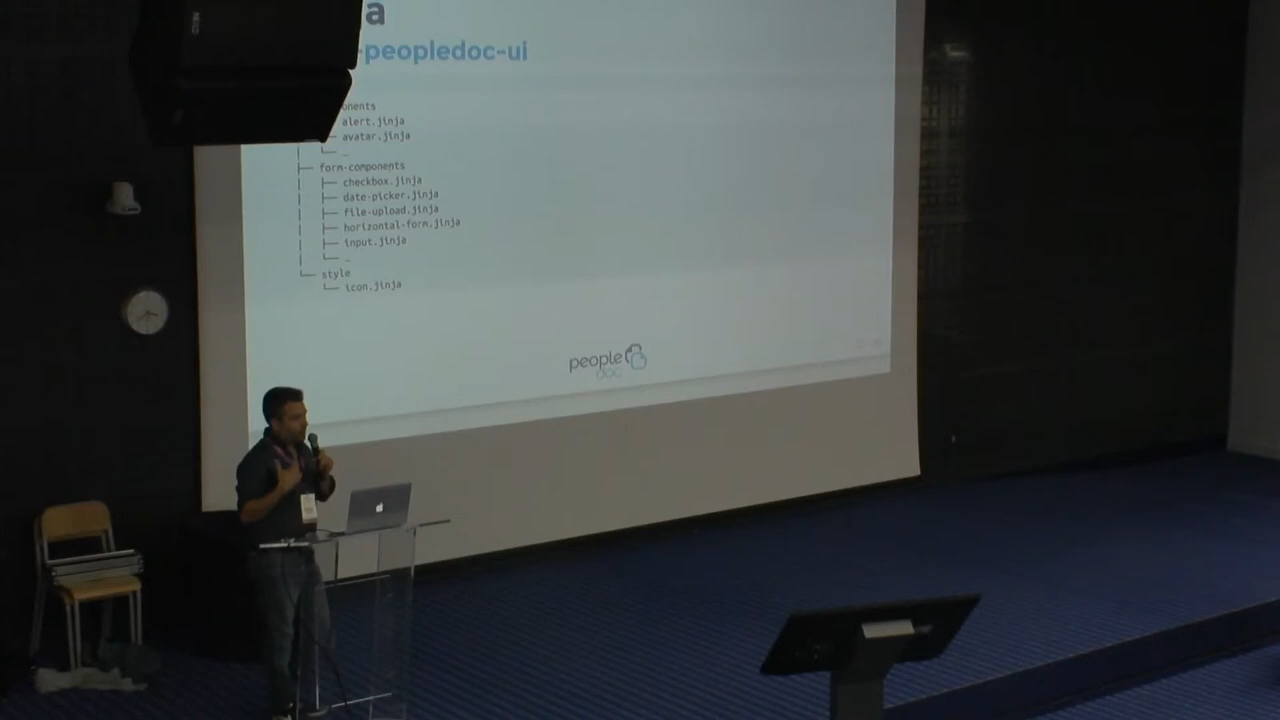 a
-peopledoc-ui
onents
alert.jinja
avatar.jinja
form-components
checkbox.jinja
date-picker.jinja
file-upload.jinja
horizontal-form.jinja
input.jinja
style
icon.jinja
people
doc